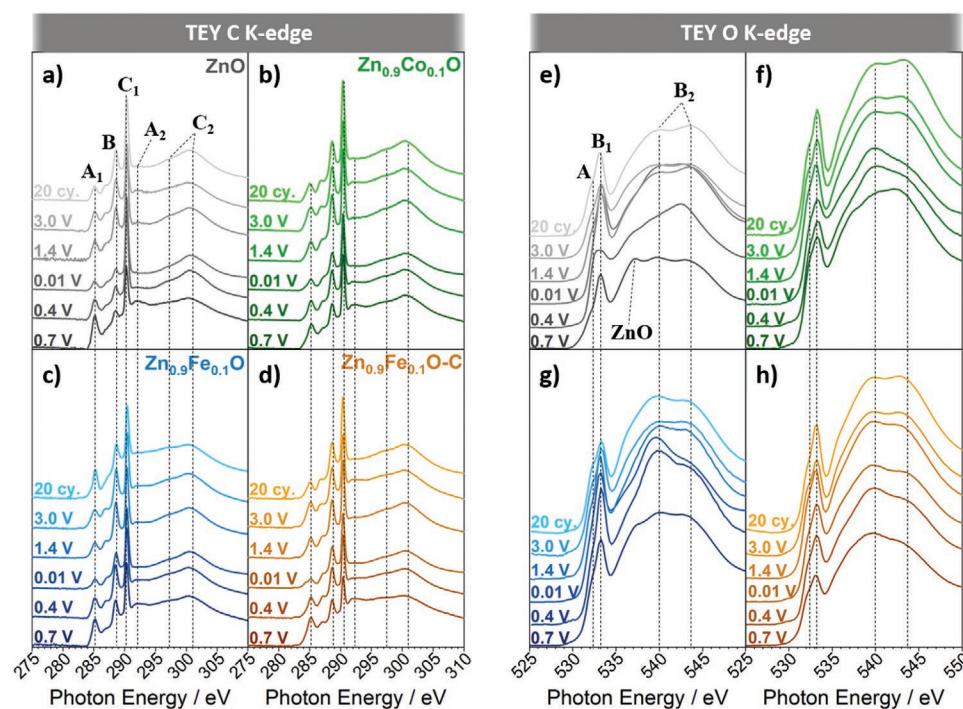 TEY C K-edge
TEY O K-edge
a)
ZnO
C₁
A₂
C₂
B
A₁
20 cy.
3.0 V
1.4 V
0.01 V
0.4 V
0.7 V
b)
Zn₀.₉Co₀.₁O
20 cy.
3.0 V
1.4 V
0.01 V
0.4 V
0.7 V
e)
B₂
B₁
A
20 cy.
3.0 V
1.4 V
0.01 V
0.4 V
0.7 V
ZnO
f)
20 cy.
3.0 V
1.4 V
0.01 V
0.4 V
0.7 V
c)
Zn₀.₉Fe₀.₁O
20 cy.
3.0 V
1.4 V
0.01 V
0.4 V
0.7 V
d)
Zn₀.₉Fe₀.₁O-C
20 cy.
3.0 V
1.4 V
0.01 V
0.4 V
0.7 V
g)
20 cy.
3.0 V
1.4 V
0.01 V
0.4 V
0.7 V
h)
20 cy.
3.0 V
1.4 V
0.01 V
0.4 V
0.7 V
275 280 285 290 295 300 305 275 280 285 290 295 300 305 310
525 530 535 540 545 525 530 535 540 545 550
Photon Energy / eV
Photon Energy / eV
Photon Energy / eV
Photon Energy / eV